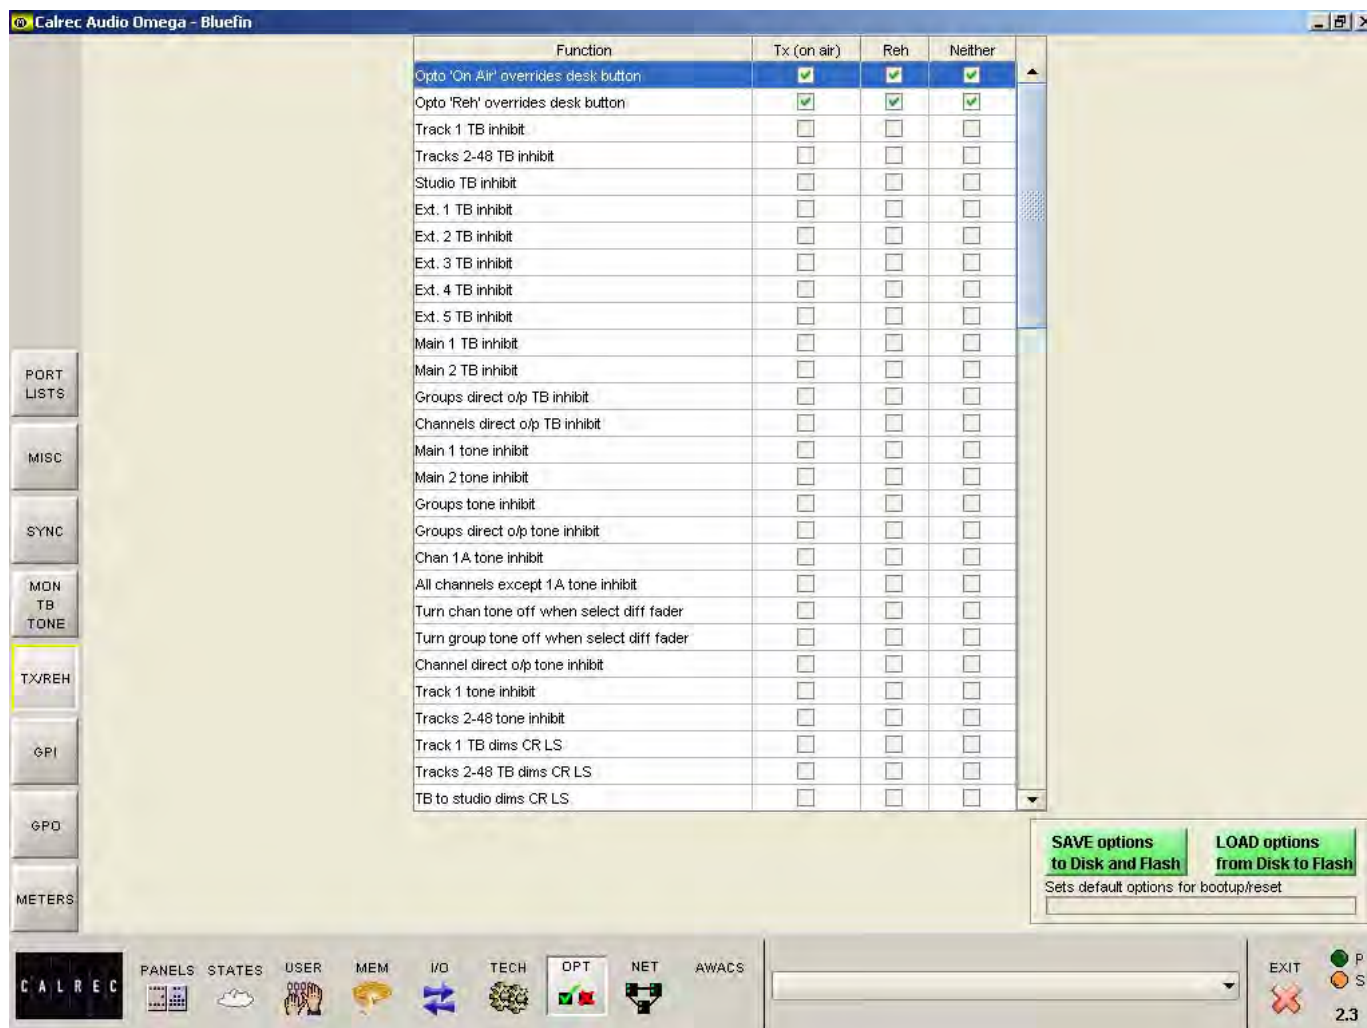 Calrec Audio Omega - Bluefin
Function Tx (on air) Reh Neither
Opto 'On Air' overrides desk button
Opto 'Reh' overrides desk button
Track 1 TB inhibit
Tracks 2-48 TB inhibit
Studio TB inhibit
Ext. 1 TB inhibit
Ext. 2 TB inhibit
Ext. 3 TB inhibit
Ext. 4 TB inhibit
Ext. 5 TB inhibit
Main 1 TB inhibit
Main 2 TB inhibit
Groups direct o/p TB inhibit
Channels direct o/p TB inhibit
Main 1 tone inhibit
Main 2 tone inhibit
Groups tone inhibit
Groups direct o/p tone inhibit
Chan 1A tone inhibit
All channels except 1A tone inhibit
Turn chan tone off when select diff fader
Turn group tone off when select diff fader
Channel direct o/p tone inhibit
Track 1 tone inhibit
Tracks 2-48 tone inhibit
Track 1 TB dims CR LS
Tracks 2-48 TB dims CR LS
TB to studio dims CR LS
PORT
LISTS
MISC
SYNC
MON
TB
TONE
TX/REH
GPI
GPO
METERS
SAVE options
to Disk and Flash
LOAD options
from Disk to Flash
Sets default options for bootup/reset
CALREC
PANELS STATES USER MEM I/O TECH OPT NET AWACS
EXIT
P
S
2.3